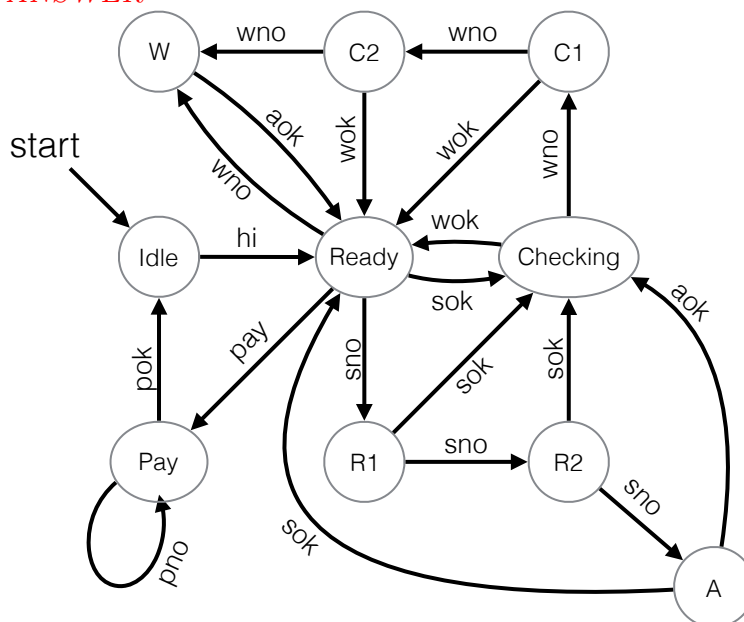 ANSWER
W
wno
C2
wno
C1
aok
wno
wok
wok
wno
start
Idle
hi
Ready
wok
sok
Checking
pok
pay
sno
sok
sok
aok
Pay
R1
sno
R2
sno
pno
sok
A